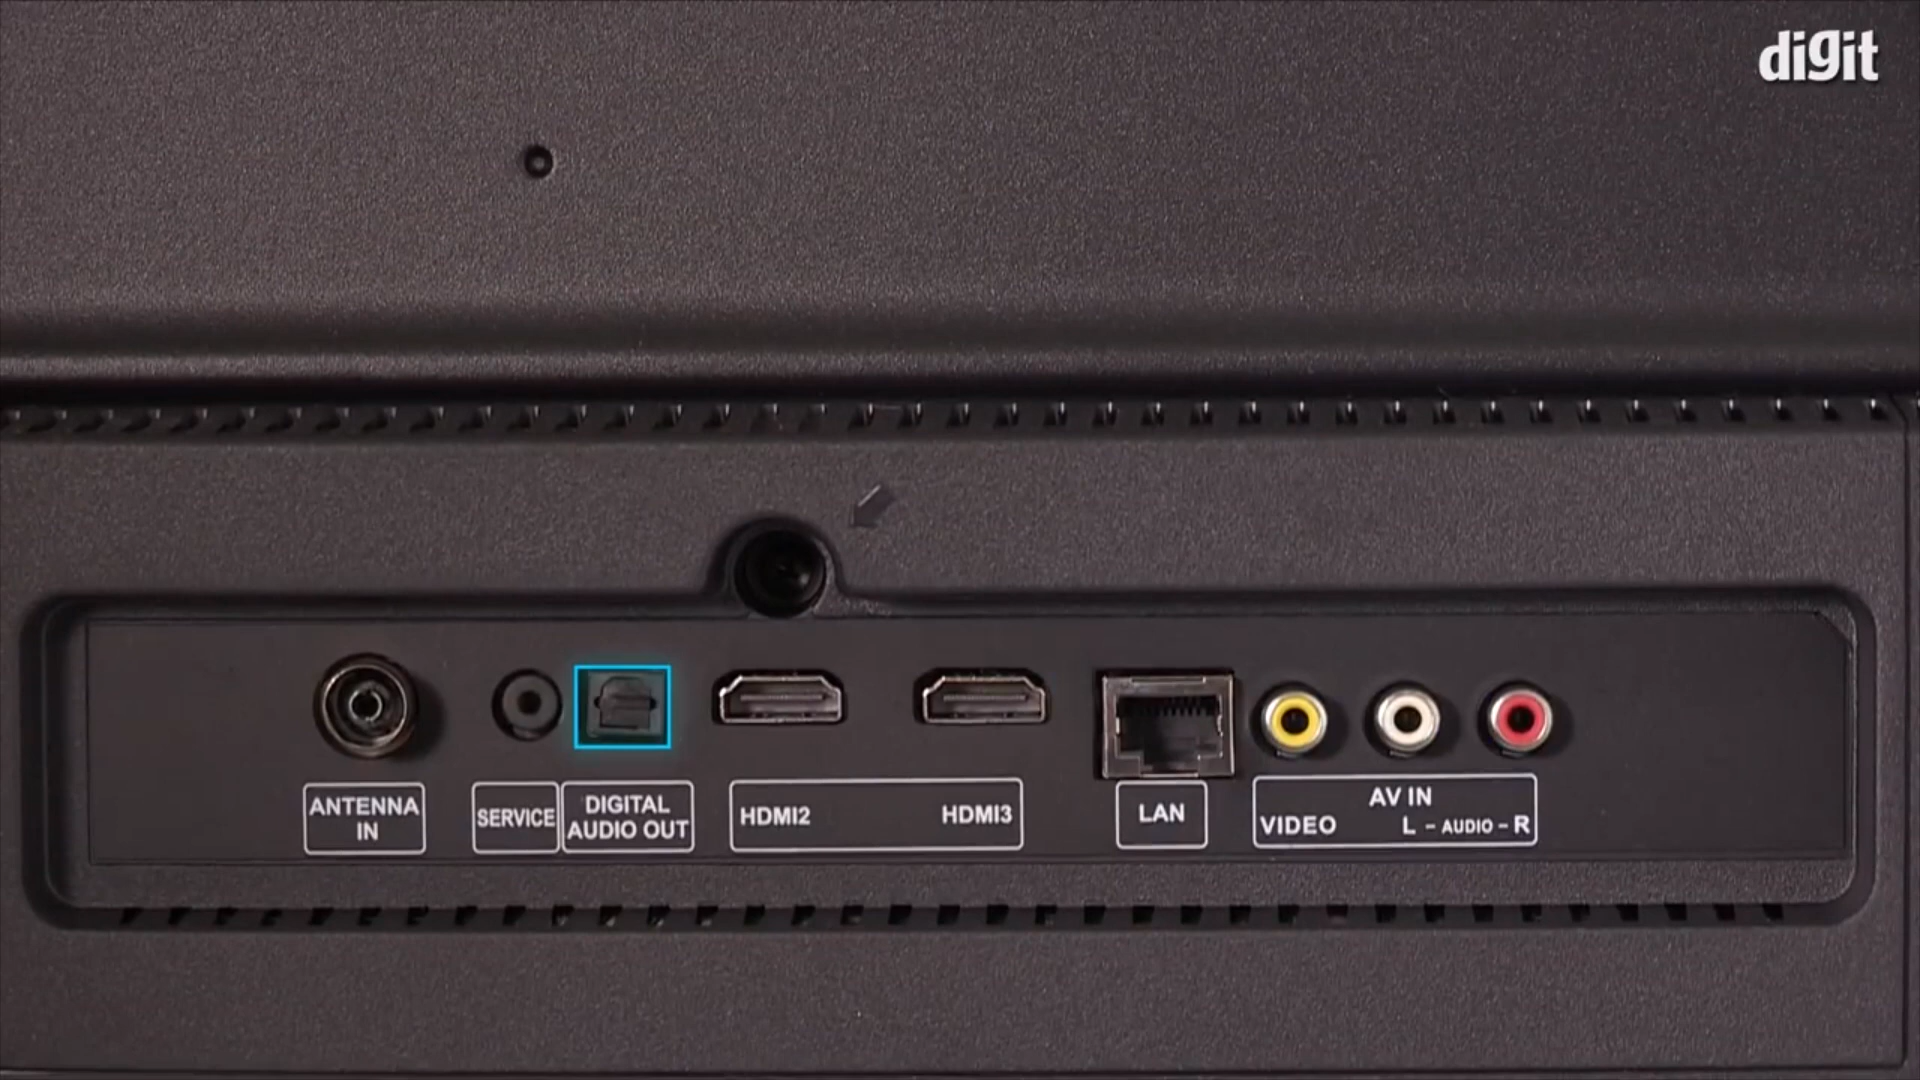 digit
ANTENNA
IN
SERVICE
DIGITAL
AUDIO OUT
HDMI2
HDMI3
LAN
AV IN
VIDEO
L - AUDIO - R